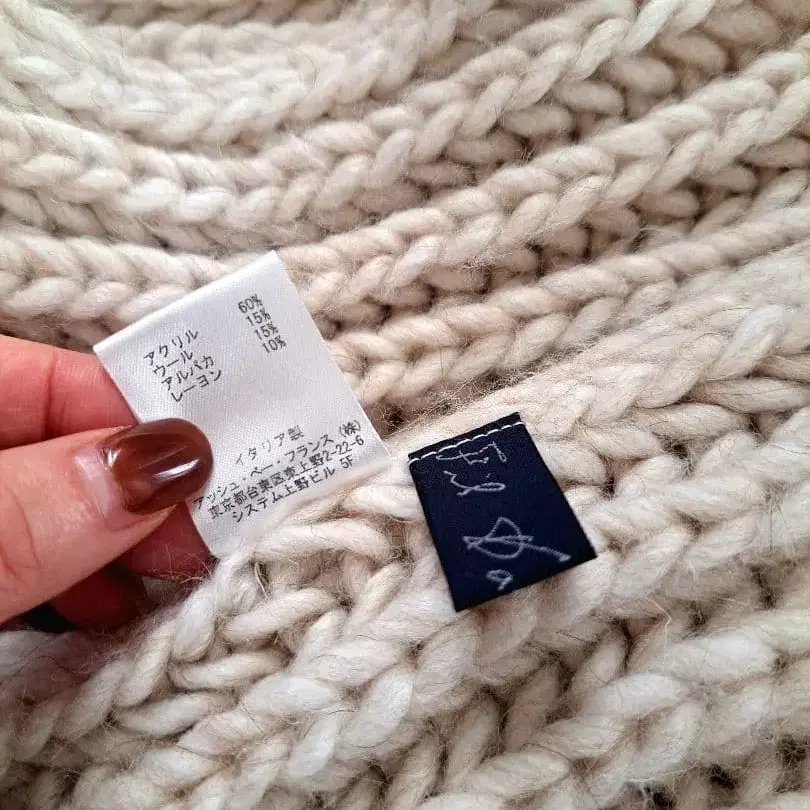 アクリル 60%
ウール 15%
アルパカ 15%
レーヨン 10%
イタリア製
アッシュ・ペー・フランス (株)
東京都台東区東上野2-22-6
システム上野ビル 5F